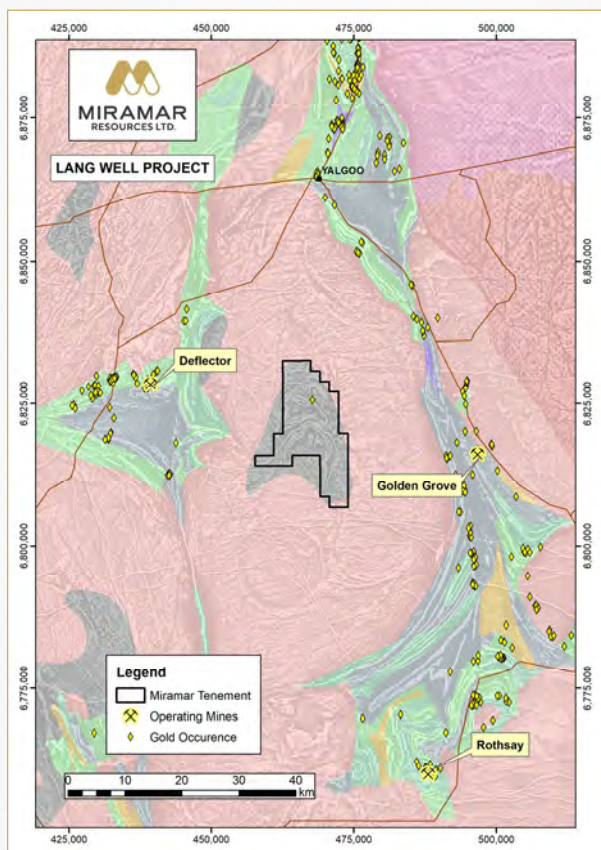 425,000
450,000
475,000
500,000
MIRAMAR
RESOURCES LTD.
LANG WELL PROJECT
6,875,000
6,875,000
YALGOO
6,850,000
6,850,000
Deflector
6,825,000
6,825,000
Golden Grove
6,800,000
6,800,000
Legend
Miramar Tenement
Operating Mines
Gold Occurence
6,775,000
6,775,000
Rothsay
0
10
20
30
40
km
425,000
450,000
475,000
500,000